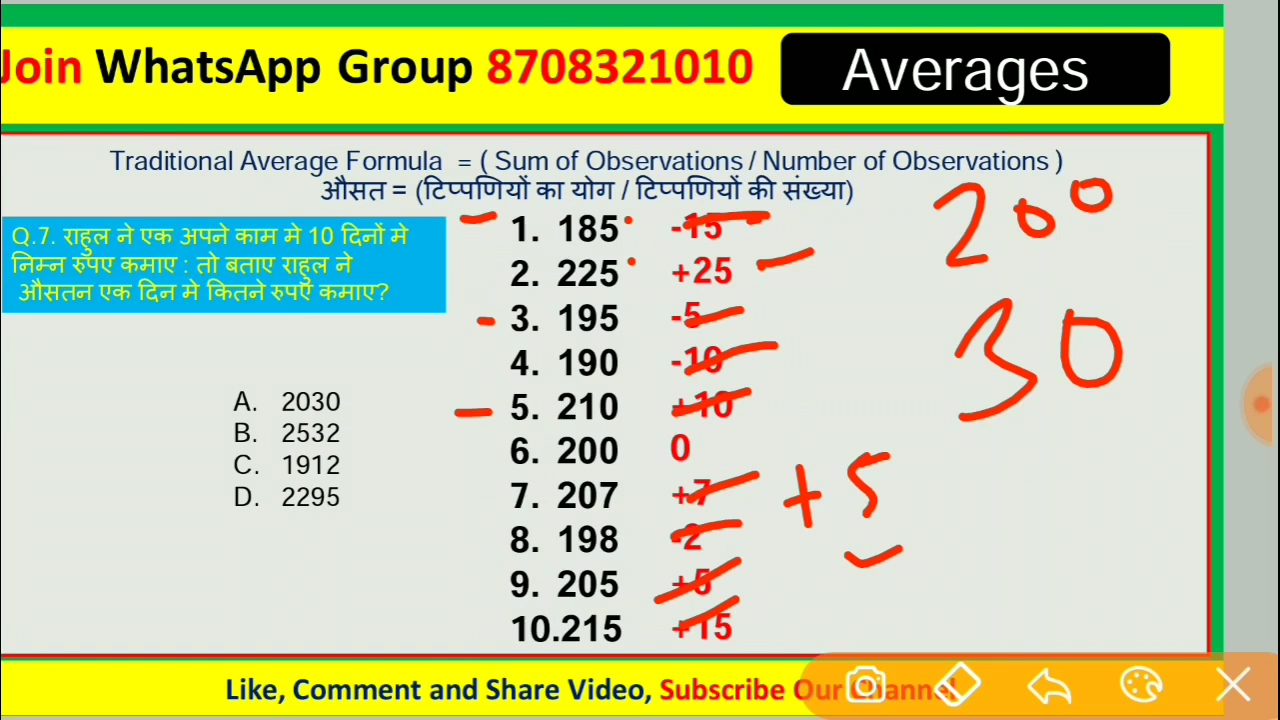 Join WhatsApp Group 8708321010
Averages
Traditional Average Formula = ( Sum of Observations / Number of Observations )
औसत = (टिप्पणियों का योग / टिप्पणियों की संख्या)
Q.7. राहुल ने एक अपने काम मे 10 दिनों मे
निम्न रुपए कमाए : तो बताए राहुल ने
औसतन एक दिन मे कितने रुपए कमाए?
A. 2030
B. 2532
C. 1912
D. 2295
1. 185 -15
2. 225 +25
3. 195 -5
4. 190 -10
5. 210 +10
6. 200 0
7. 207 +7
8. 198 -2
9. 205 +5
10.215 +15
200
30
+5
Like, Comment and Share Video, Subscribe Our Channel